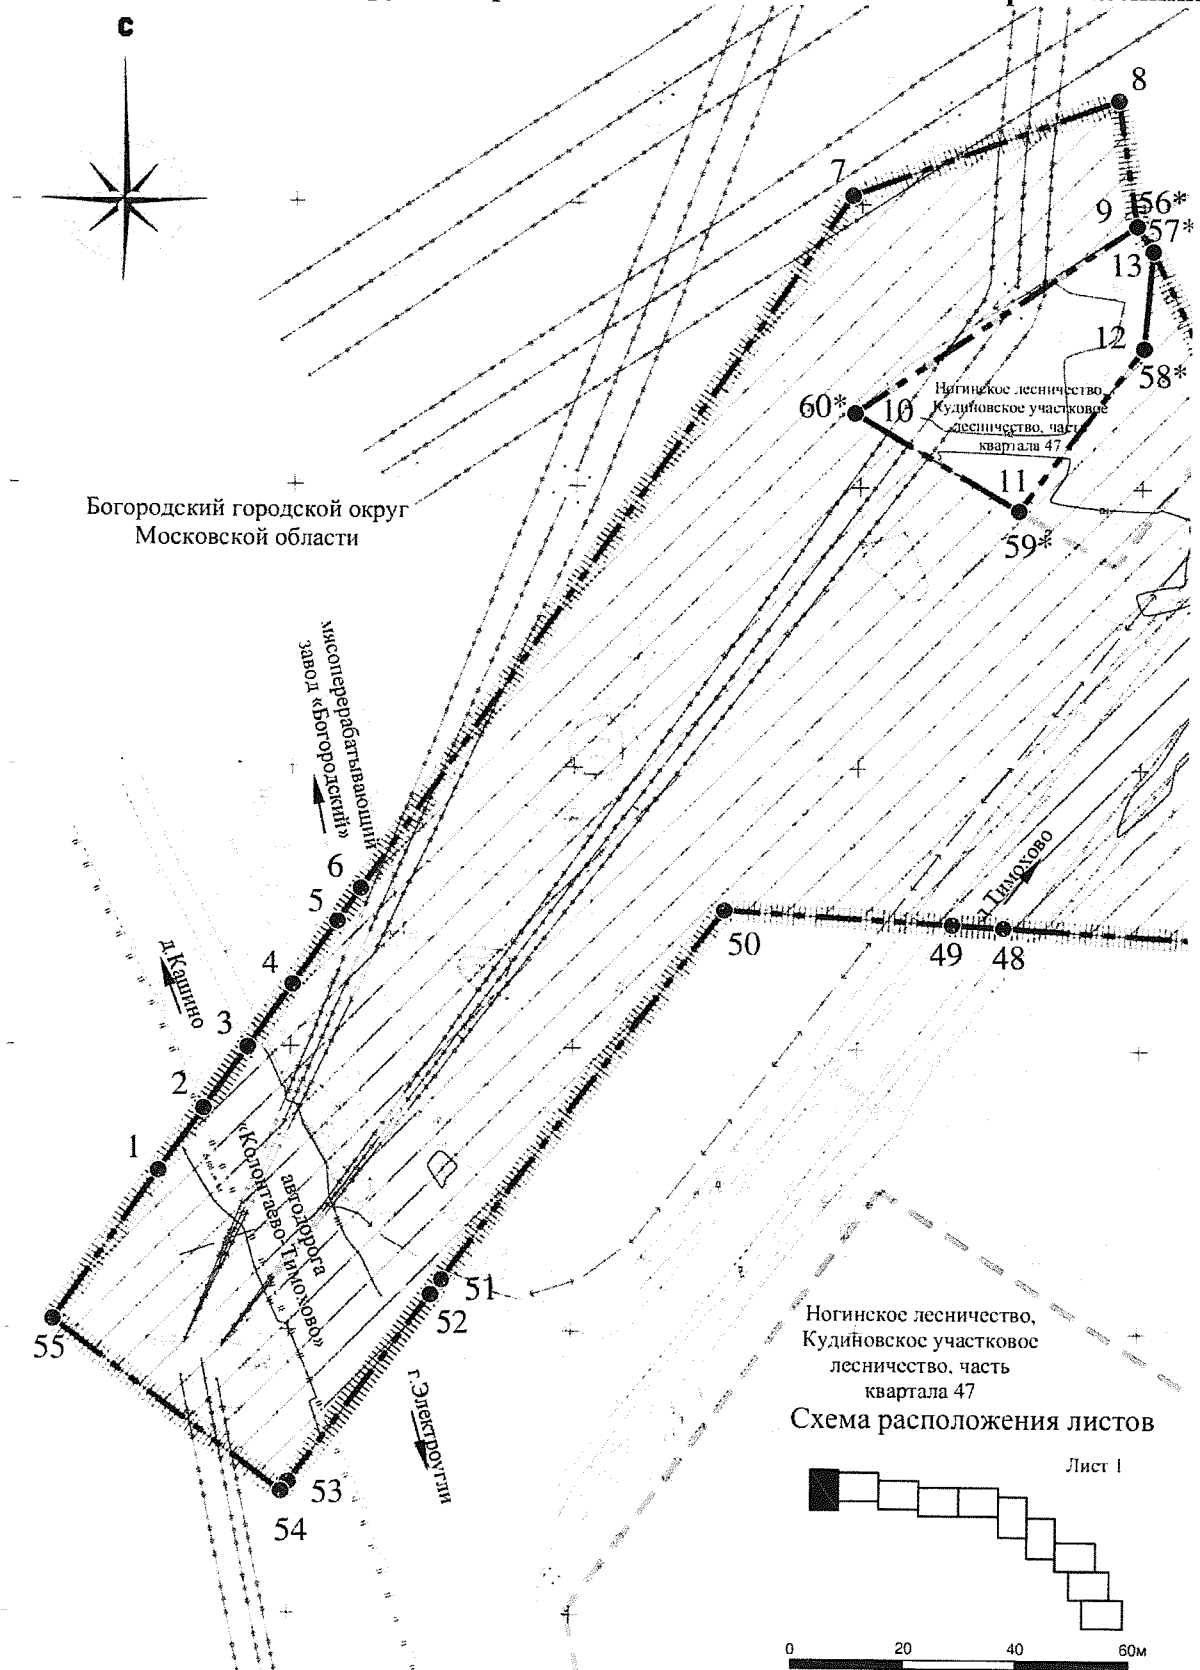 С
8
7
9
56*
57*
13
12
58*
Ногинское лесничество,
Кудиновское участковое
лесничество, часть
квартала 47
60*
10
11
59*
Богородский городской округ
Московской области
мясоперерабатывающий
завод «Богородский»
6
5
4
д.Кашино
3
2
1
д.Тимохово
50
49
48
автодорога
«Колонтаево-Тимохово»
51
52
55
г.Электроугли
53
54
Ногинское лесничество,
Кудиновское участковое
лесничество, часть
квартала 47
Схема расположения листов
Лист 1
0
20
40
60м